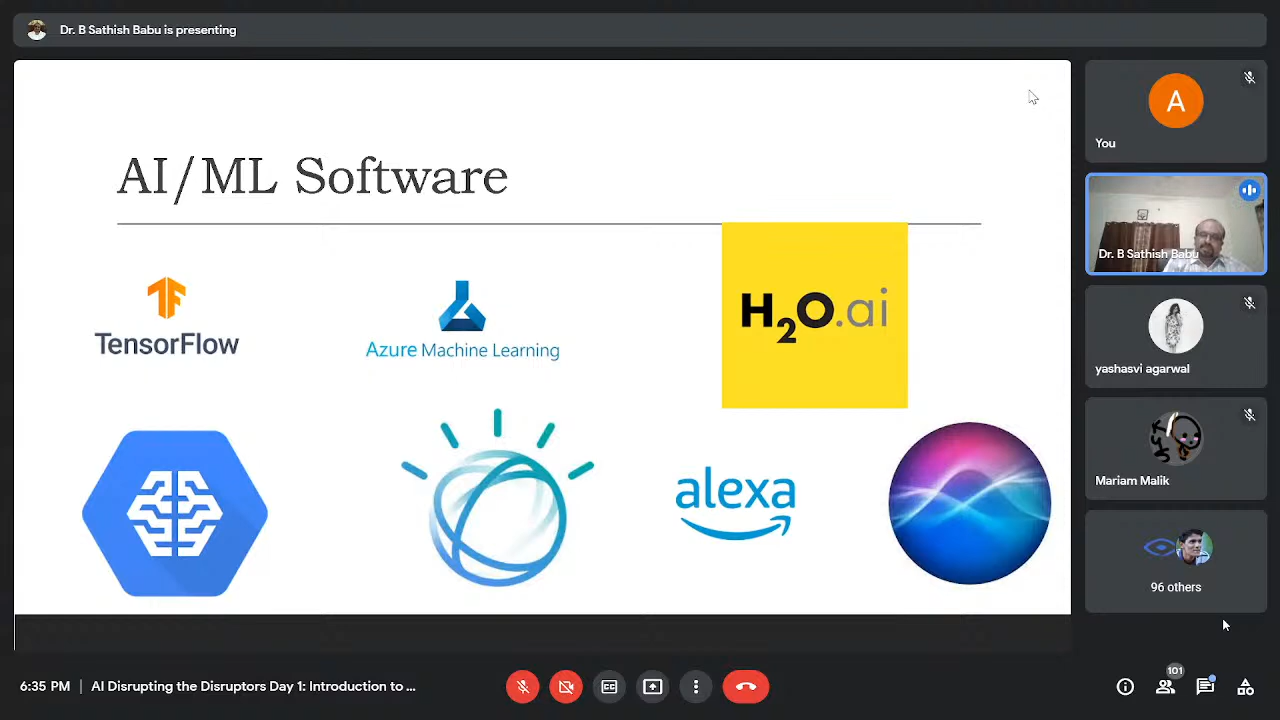 Dr. B Sathish Babu is presenting
AI/ML Software
TensorFlow
Azure Machine Learning
H2O.ai
alexa
A
You
Dr. B Sathish Babu
yashasvi agarwal
Mariam Malik
96 others
6:35 PM | AI Disrupting the Disruptors Day 1: Introduction to ...
101